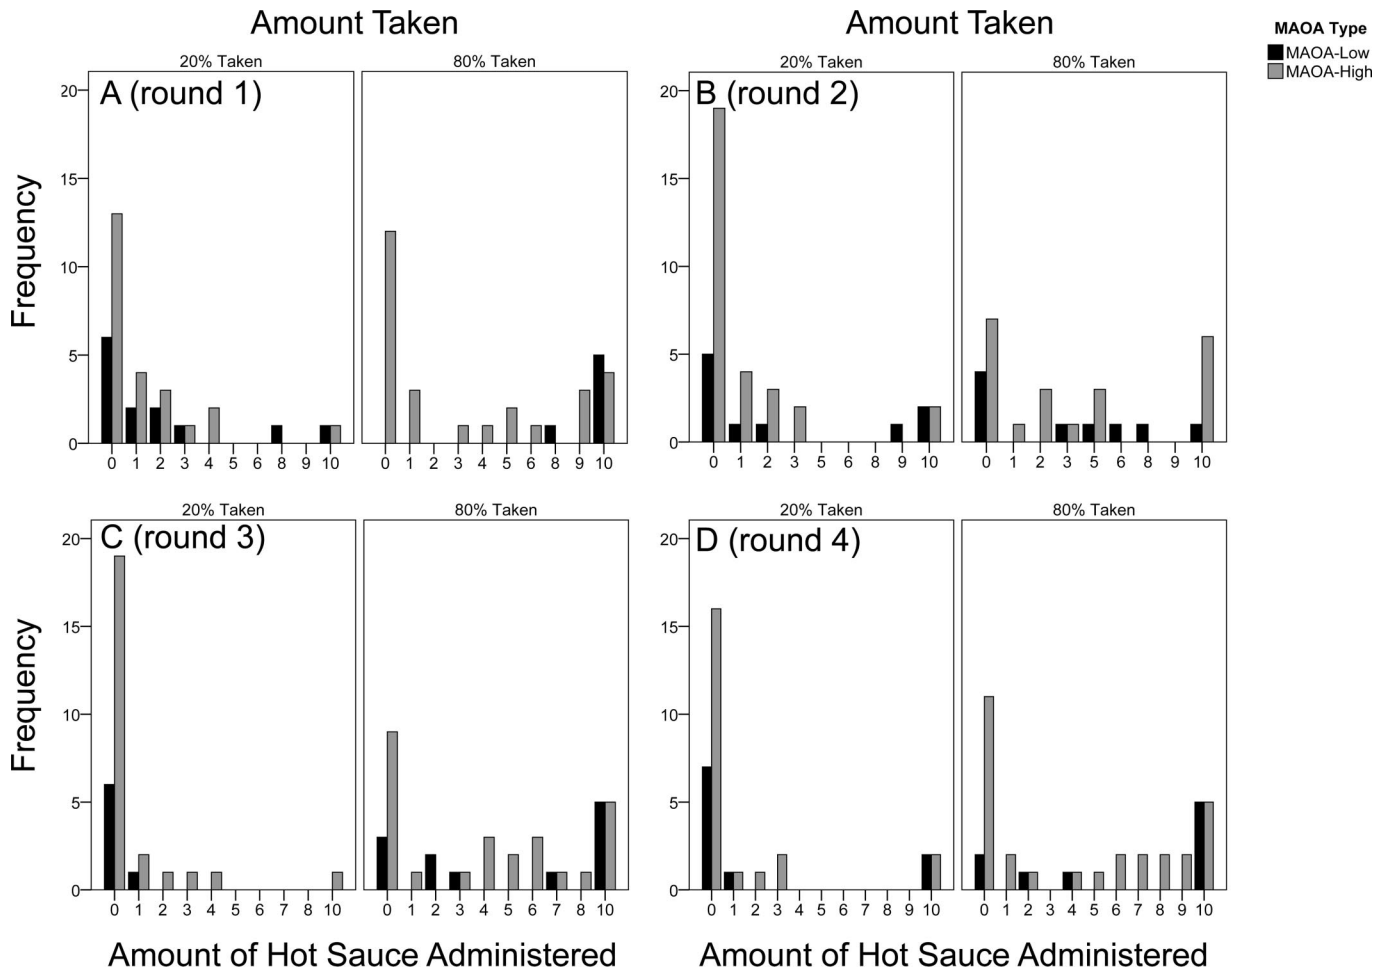 Amount Taken
Amount Taken
MAOA Type
MAOA-Low
MAOA-High
20% Taken
80% Taken
20% Taken
80% Taken
A (round 1)
B (round 2)
Frequency
20
15
10
5
0
20
15
10
5
0
0 1 2 3 4 5 6 8 9 10
0 1 2 3 4 5 6 8 9 10
0 1 2 3 5 6 8 9 10
0 1 2 3 5 6 8 9 10
20% Taken
80% Taken
20% Taken
80% Taken
C (round 3)
D (round 4)
Frequency
20
15
10
5
0
20
15
10
5
0
0 1 2 3 4 5 6 7 8 10
0 1 2 3 4 5 6 7 8 10
0 1 2 3 4 5 6 7 8 9 10
0 1 2 3 4 5 6 7 8 9 10
Amount of Hot Sauce Administered
Amount of Hot Sauce Administered